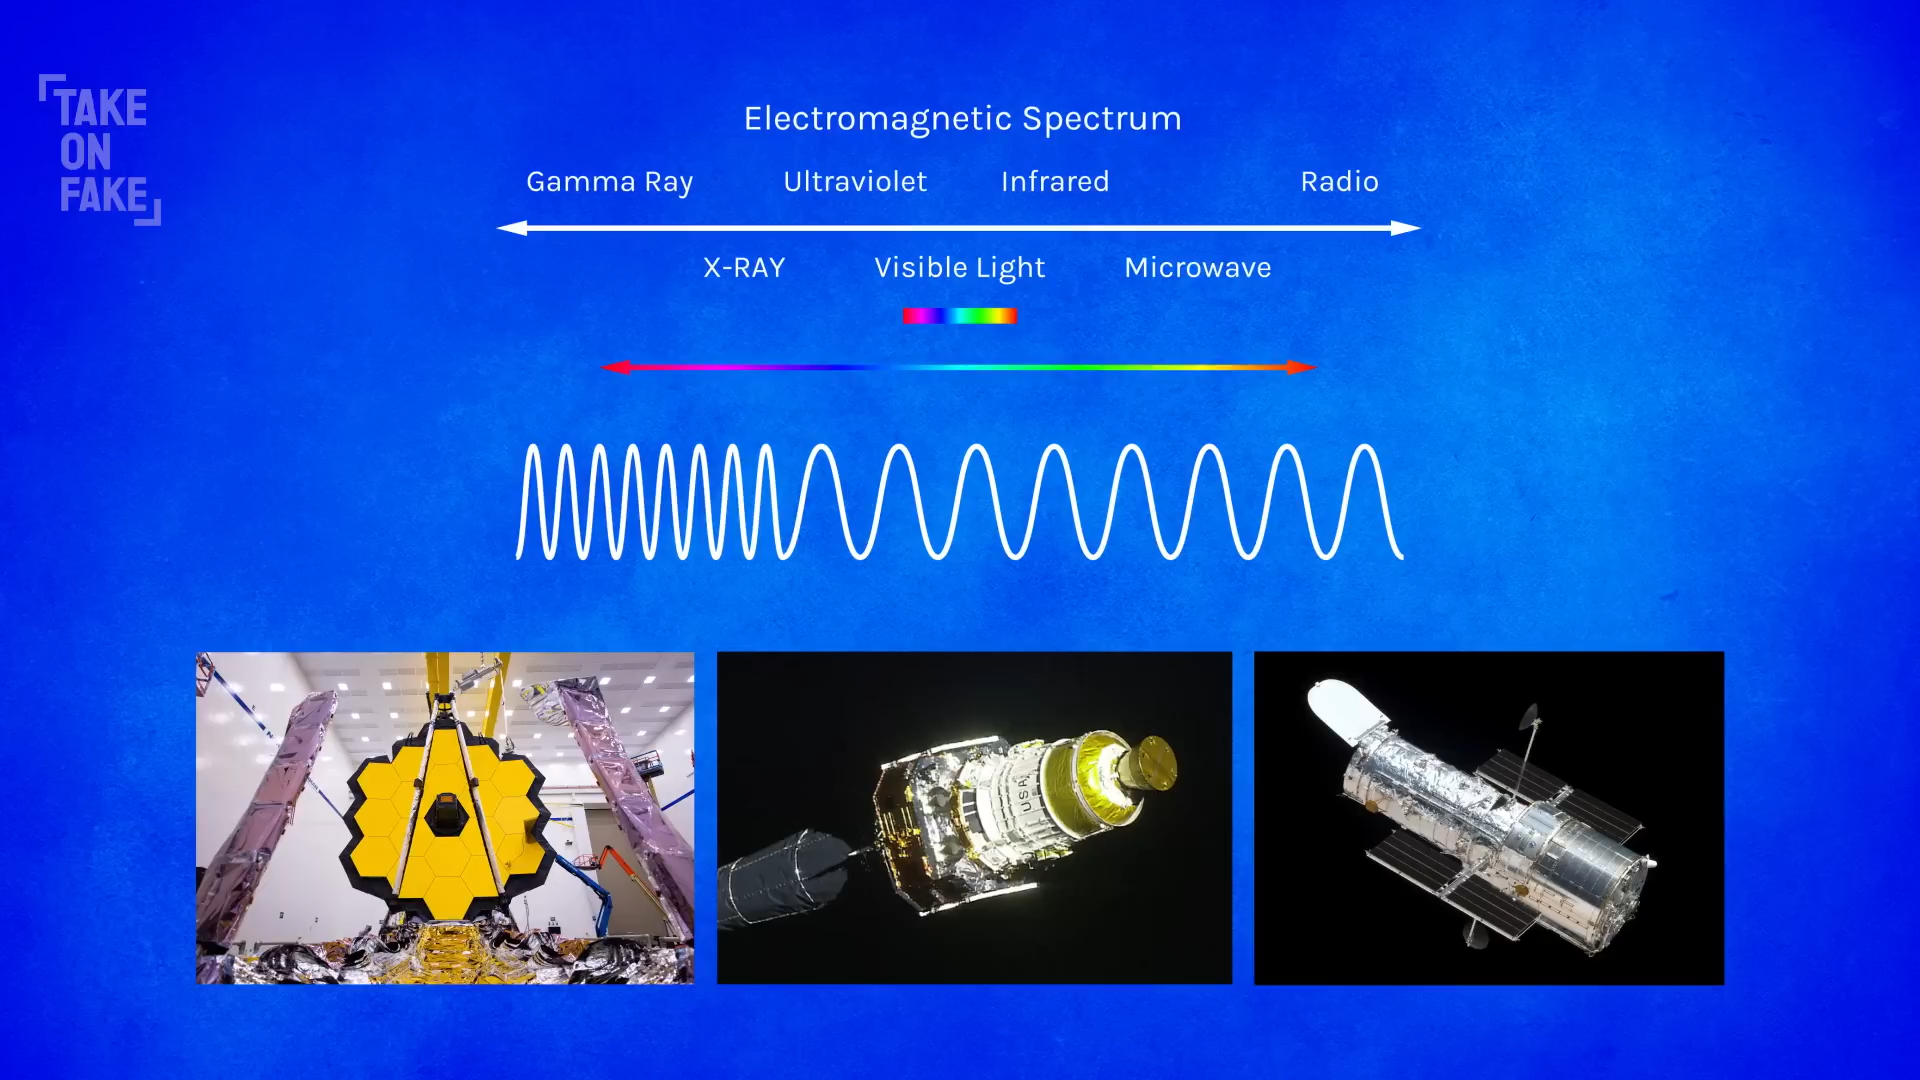 TAKE
ON
FAKE
Electromagnetic Spectrum
Gamma Ray Ultraviolet Infrared Radio
X-RAY Visible Light Microwave
USA